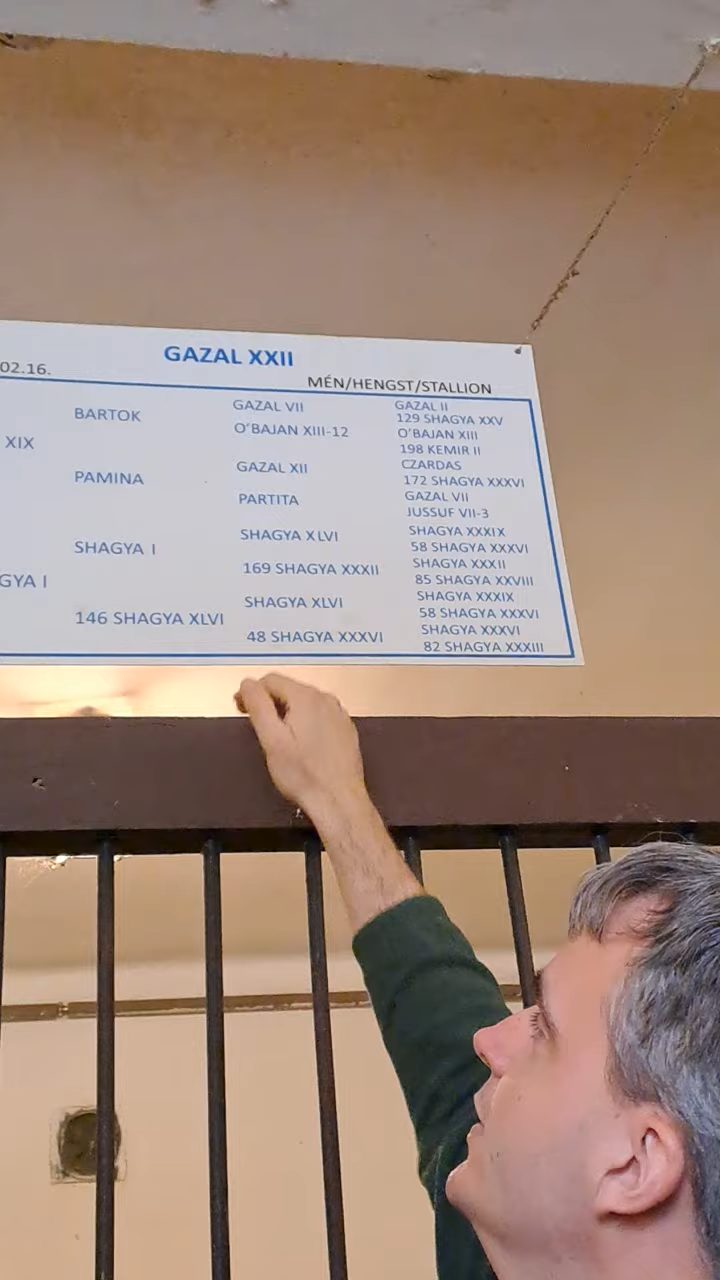 GAZAL XXII
02.16.
MÉN/HENGST/STALLION
XIX
GYA I
BARTOK
PAMINA
SHAGYA I
146 SHAGYA XLVI
GAZAL VII
O'BAJAN XIII-12
GAZAL XII
PARTITA
SHAGYA XLVI
169 SHAGYA XXXII
SHAGYA XLVI
48 SHAGYA XXXVI
GAZAL II
129 SHAGYA XXV
O'BAJAN XIII
198 KEMIR II
CZARDAS
172 SHAGYA XXXVI
GAZAL VII
JUSSUF VII-3
SHAGYA XXXIX
58 SHAGYA XXXVI
SHAGYA XXXII
85 SHAGYA XXVIII
SHAGYA XXXIX
58 SHAGYA XXXVI
SHAGYA XXXVI
82 SHAGYA XXXIII